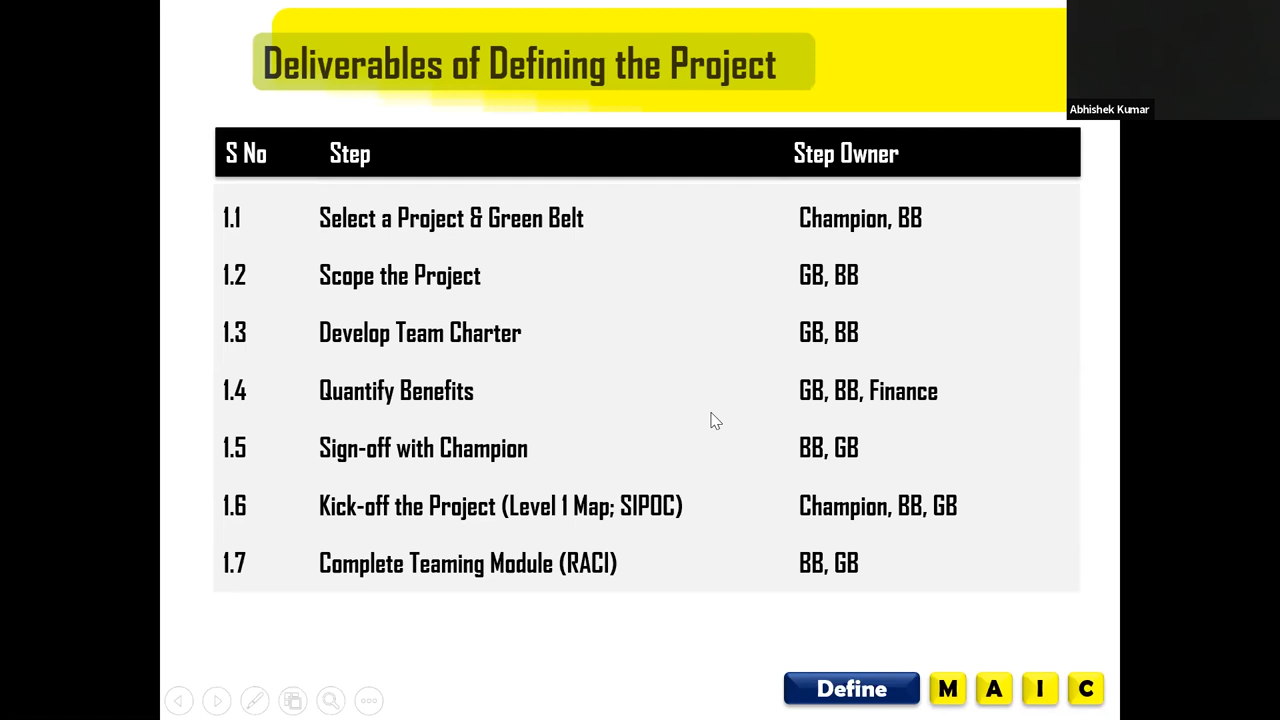 Deliverables of Defining the Project
Abhishek Kumar
S No Step Step Owner
1.1 Select a Project & Green Belt Champion, BB
1.2 Scope the Project GB, BB
1.3 Develop Team Charter GB, BB
1.4 Quantify Benefits GB, BB, Finance
1.5 Sign-off with Champion BB, GB
1.6 Kick-off the Project (Level 1 Map; SIPOC) Champion, BB, GB
1.7 Complete Teaming Module (RACI) BB, GB
Define M A I C